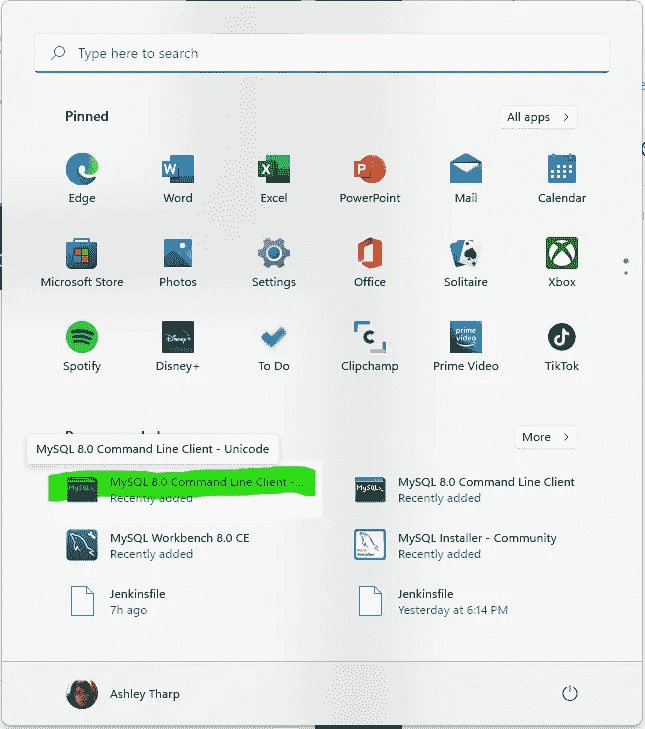 Type here to search
Pinned
All apps
Edge
Word
Excel
PowerPoint
Mail
Calendar
Microsoft Store
Photos
Settings
Office
Solitaire
Xbox
Spotify
Disney+
To Do
Clipchamp
Prime Video
TikTok
More
MySQL 8.0 Command Line Client - Unicode
MySQL 8.0 Command Line Client -...
Recently added
MySQL 8.0 Command Line Client
Recently added
MySQL Workbench 8.0 CE
Recently added
MySQL Installer - Community
Recently added
Jenkinsfile
7h ago
Jenkinsfile
Yesterday at 6:14 PM
Ashley Tharp